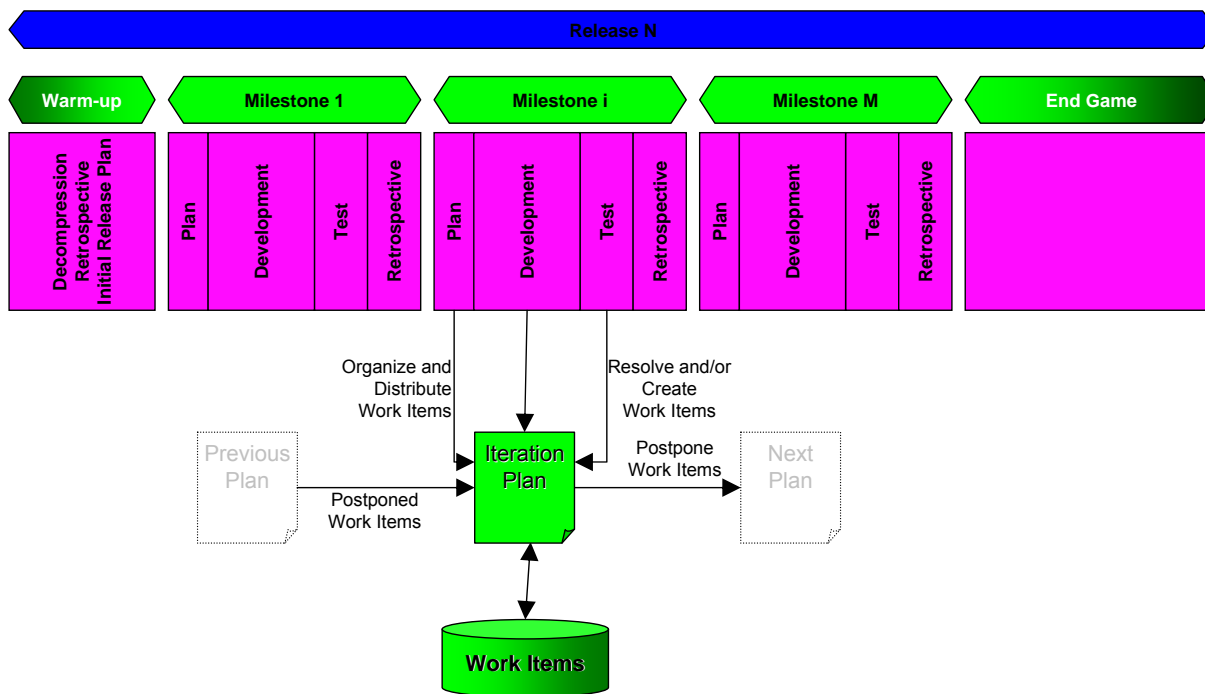 Release N
Warm-up
Milestone 1
Milestone i
Milestone M
End Game
Decompression
Retrospective
Initial Release Plan
Plan
Development
Test
Retrospective
Plan
Development
Test
Retrospective
Plan
Development
Test
Retrospective
Organize and
Distribute
Work Items
Resolve and/or
Create
Work Items
Previous
Plan
Postponed
Work Items
Iteration
Plan
Postpone
Work Items
Next
Plan
Work Items